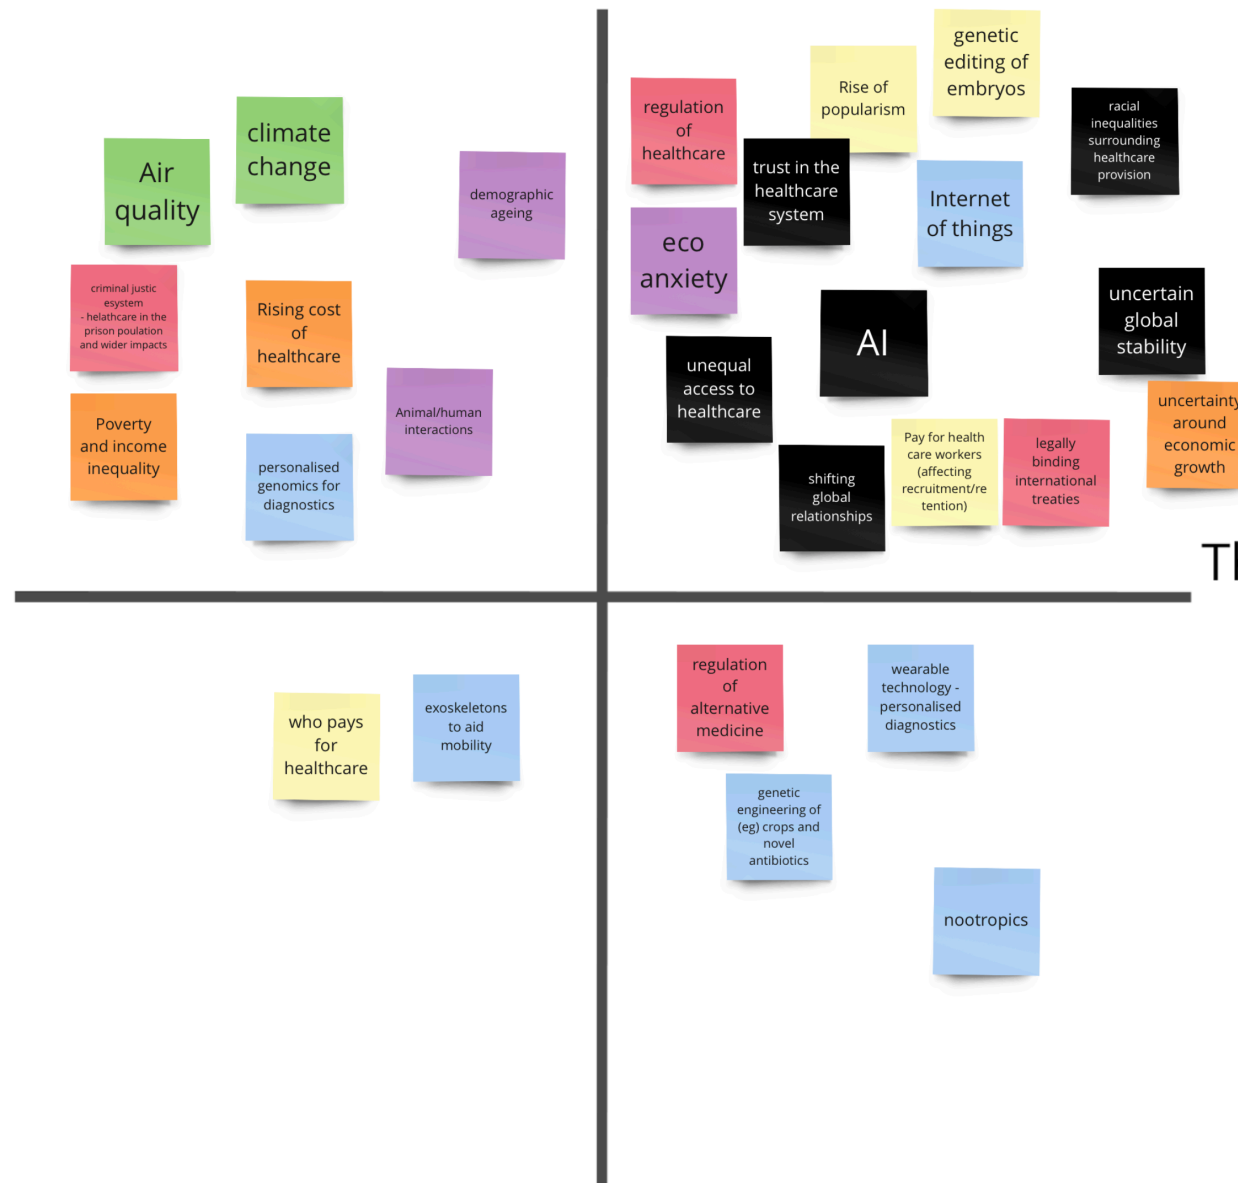 Air
quality
climate
change
demographic
ageing
criminal justic
esystem
- helathcare in the
prison poulation
and wider impacts
Rising cost
of
healthcare
Poverty
and income
inequality
personalised
genomics for
diagnostics
Animal/human
interactions
regulation
of
healthcare
Rise of
popularism
genetic
editing of
embryos
racial
inequalities
surrounding
healthcare
provision
trust in the
healthcare
system
Internet
of things
eco
anxiety
AI
uncertain
global
stability
unequal
access to
healthcare
uncertainty
around
economic
growth
shifting
global
relationships
Pay for health
care workers
(affecting
recruitment/re
tention)
legally
binding
international
treaties
who pays
for
healthcare
exoskeletons
to aid
mobility
regulation
of
alternative
medicine
wearable
technology -
personalised
diagnostics
genetic
engineering of
(eg) crops and
novel
antibiotics
nootropics